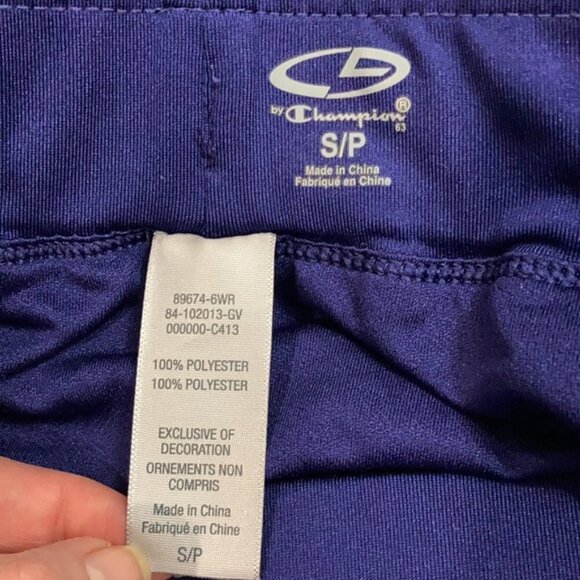 by Champion®
63
S/P
Made in China
Fabriqué en Chine
89674-6WR
84-102013-GV
000000-C413
100% POLYESTER
100% POLYESTER
EXCLUSIVE OF
DECORATION
ORNEMENTS NON
COMPRIS
Made in China
Fabriqué en Chine
S/P